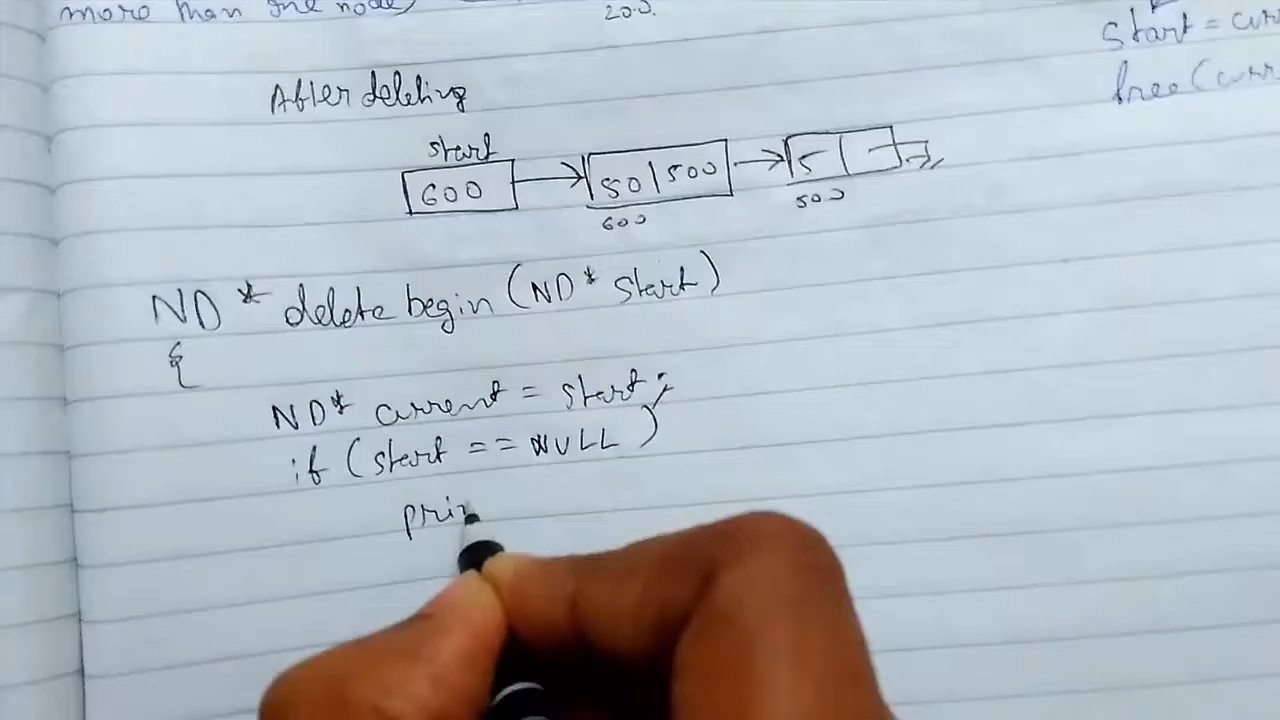 more than one node)
200.
start = curr
free(curr
After deleting
start
600 50|500 5
600 500
ND * delete begin (ND * start)
{
ND* current = start;
if (start == NULL)
prin